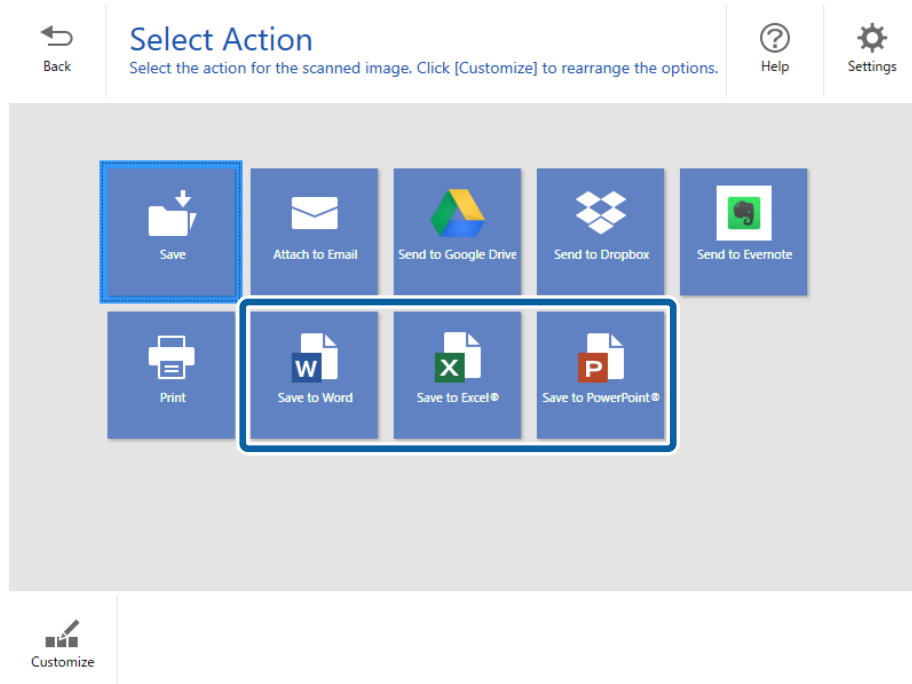 Back
Select Action
Select the action for the scanned image. Click [Customize] to rearrange the options.
Help
Settings
Save
Attach to Email
Send to Google Drive
Send to Dropbox
Send to Evernote
Print
W
Save to Word
X
Save to Excel®
P
Save to PowerPoint®
Customize